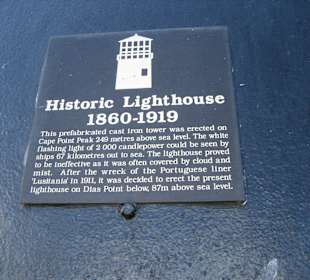 Historic Lighthouse
1860-1919
This prefabricated cast iron tower was erected on
Cape Point Peak 249 metres above sea level. The white
flashing light of 2 000 candlepower could be seen by
ships 67 kilometres out to sea. The lighthouse proved
to be ineffective as it was often covered by cloud and
mist. After the wreck of the Portuguese liner
'Lusitania' in 1911, it was decided to erect the present
lighthouse on Dias Point below, 87m above sea level.